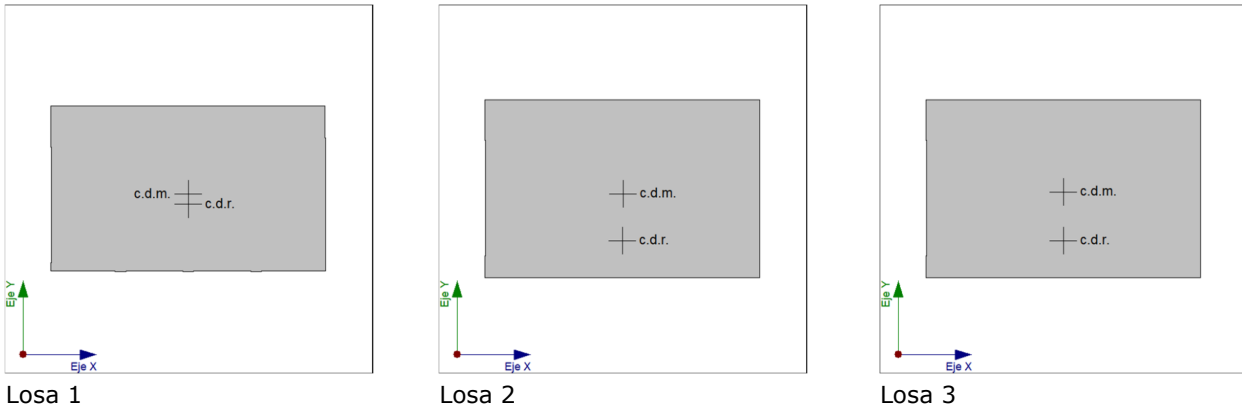 c.d.m.
c.d.r.
Eje Y
Eje X
Losa 1
c.d.m.
c.d.r.
Eje Y
Eje X
Losa 2
c.d.m.
c.d.r.
Eje Y
Eje X
Losa 3